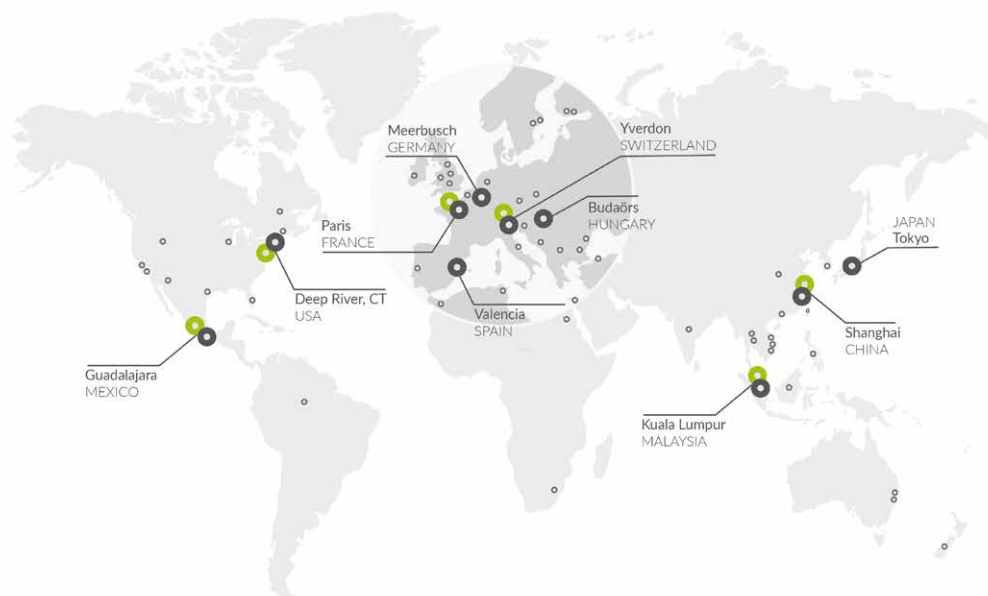 Meerbusch
GERMANY
Yverdon
SWITZERLAND
Paris
FRANCE
Budaörs
HUNGARY
JAPAN
Tokyo
Deep River, CT
USA
Valencia
SPAIN
Shanghai
CHINA
Guadalajara
MEXICO
Kuala Lumpur
MALAYSIA